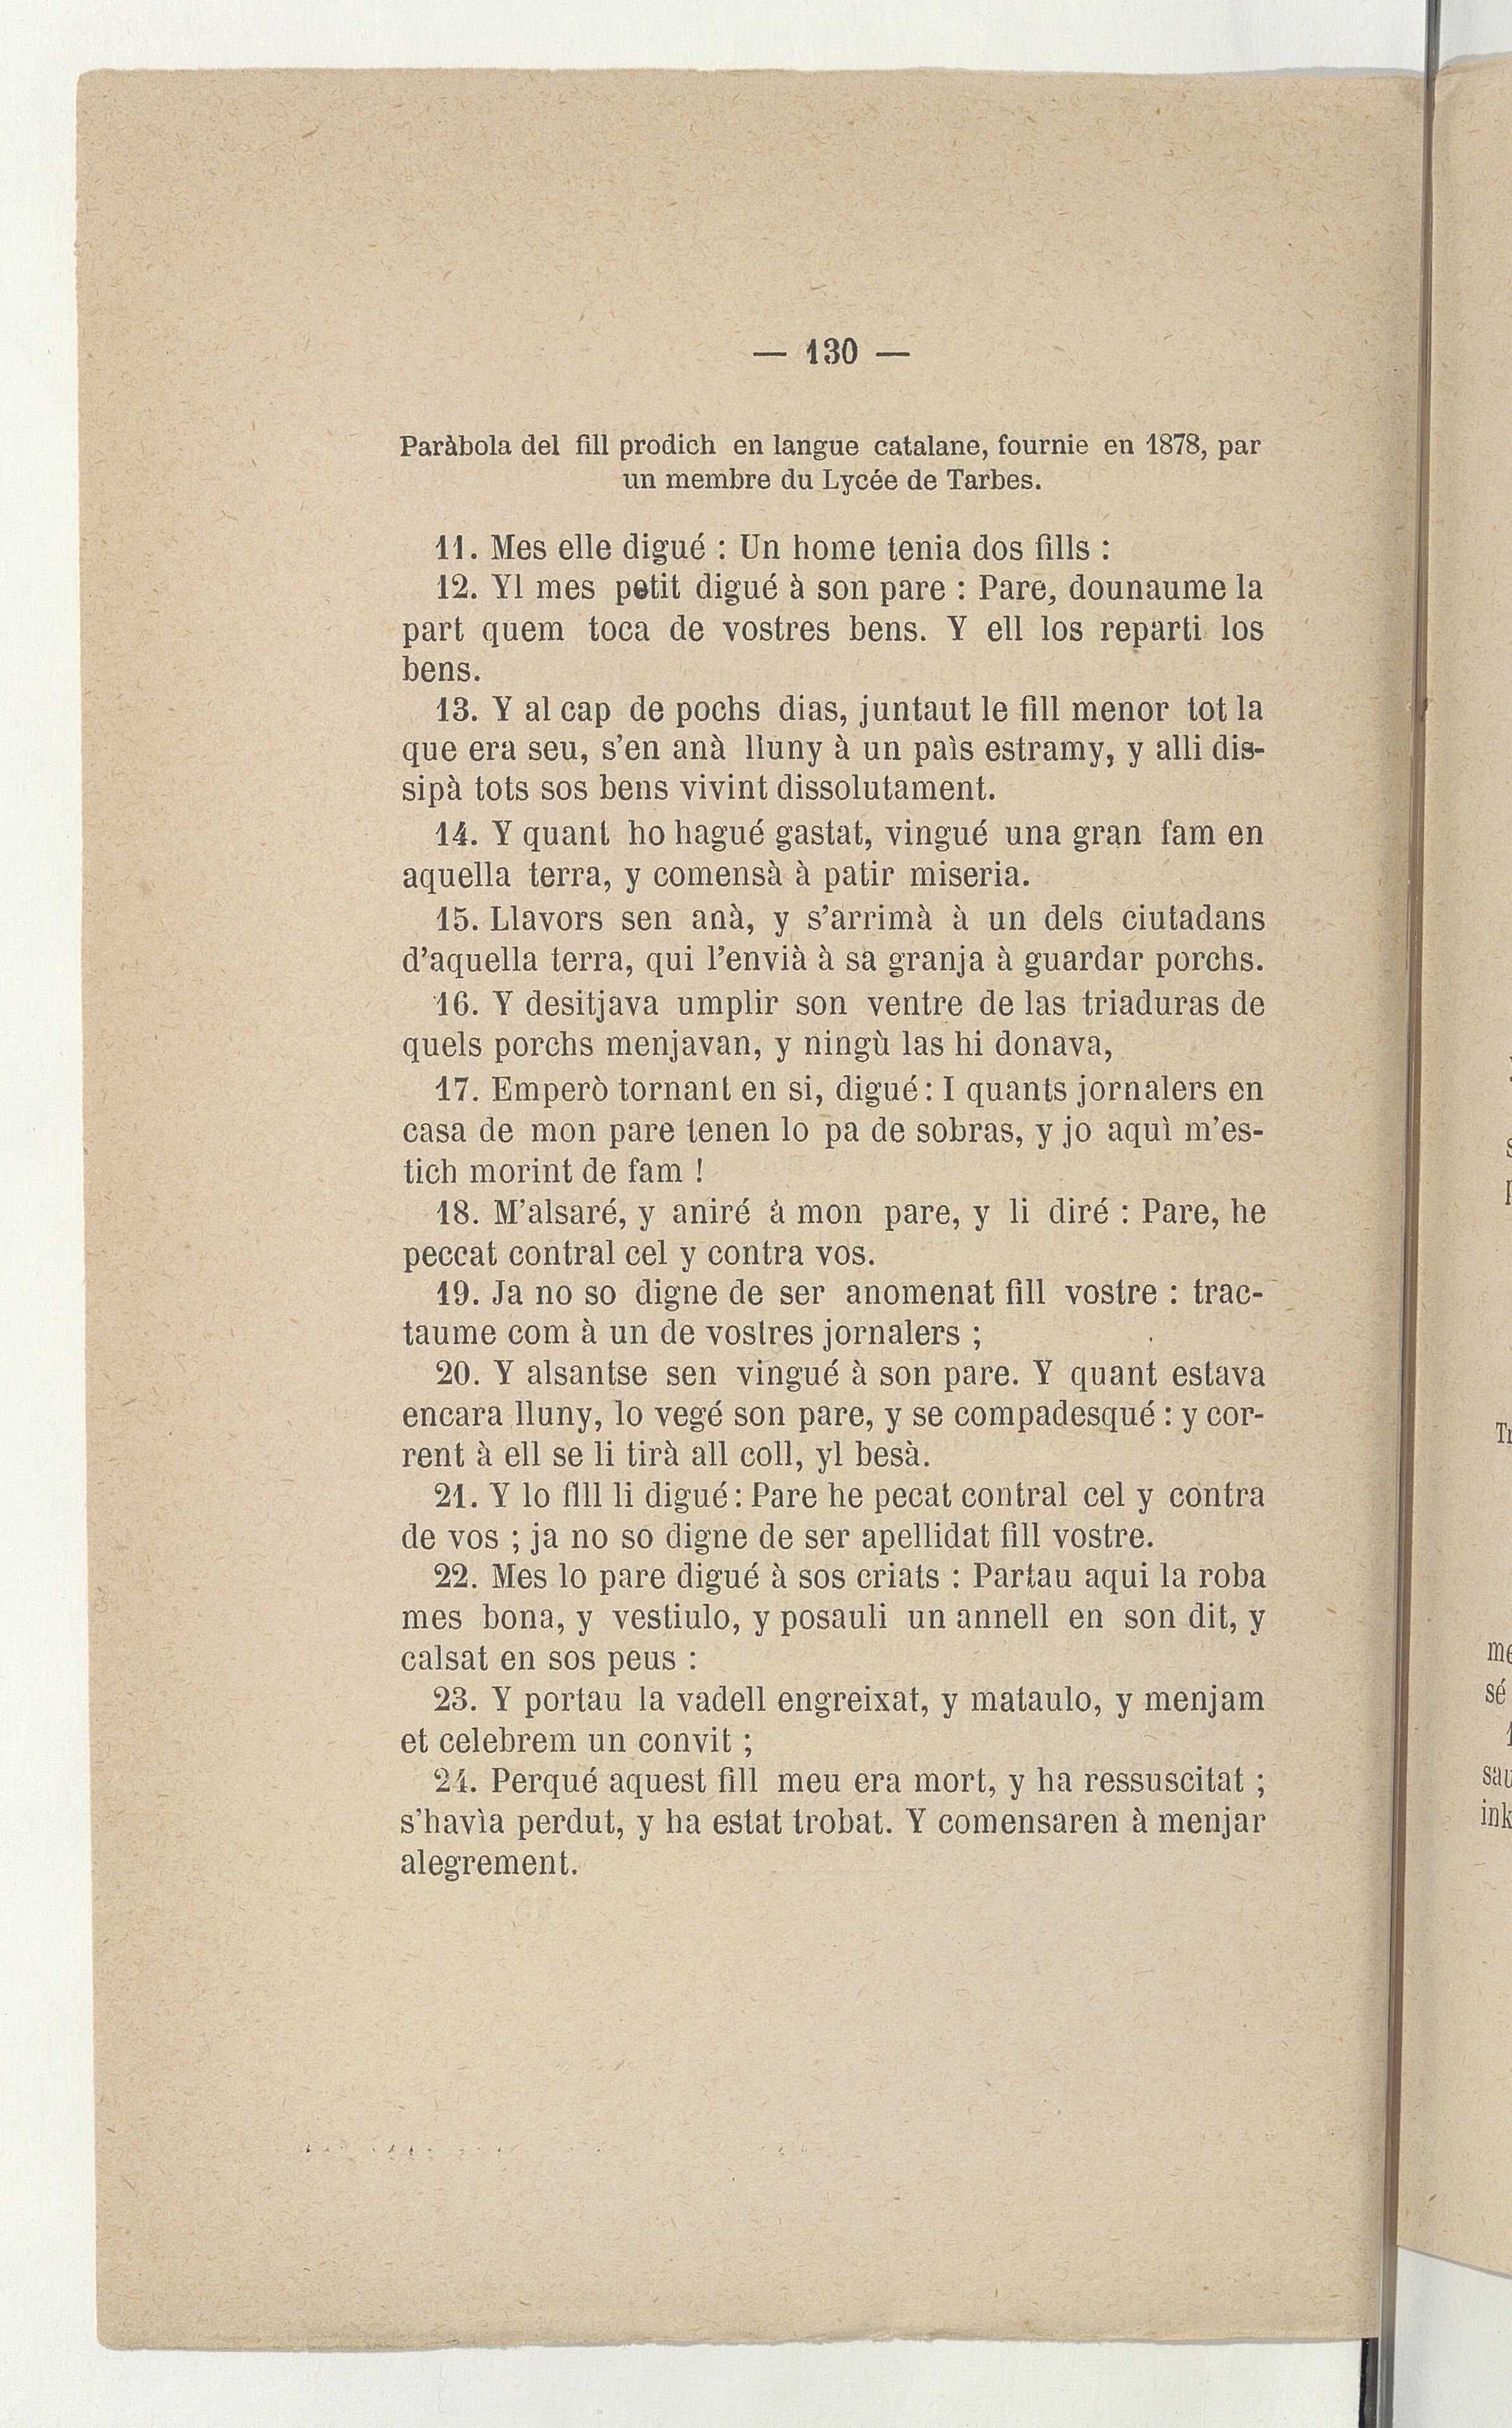 — 130 —
Paràbola del fill prodich en langue catalane, fournie en 1878, par
un membre du Lycée de Tarbes.
11. Mes elle digué : Un home tenia dos fills :
12. Yl mes petit digué à son pare : Pare, dounaume la
part quem toca de vostres bens. Y ell los reparti los
bens.
13. Y al cap de pochs dias, juntaut le fill menor tot la
que era seu, s'en anà lluny à un païs estramy, y alli dis-
sipà tots sos bens vivint dissolutament.
14. Y quant ho hagué gastat, vingué una gran fam en
aquella terra, y comensà à patir miseria.
15. Llavors sen anà, y s'arrimà à un dels ciutadans
d'aquella terra, qui l'envià à sa granja à guardar porchs.
16. Y desitjava umplir son ventre de las triaduras de
quels porchs menjavan, y ningù las hi donava,
17. Emperò tornant en si, digué : I quants jornalers en
casa de mon pare tenen lo pa de sobras, y jo aquì m'es-
tich morint de fam !
18. M'alsaré, y aniré à mon pare, y li diré : Pare, he
peccat contral cel y contra vos.
19. Ja no so digne de ser anomenat fill vostre : trac-
taume com à un de vostres jornalers ;
20. Y alsantse sen vingué à son pare. Y quant estava
encara lluny, lo vegé son pare, y se compadesqué : y cor-
rent à ell se li tirà all coll, yl besà.
21. Y lo flll li digué : Pare he pecat contral cel y contra
de vos ; ja no so digne de ser apellidat fill vostre.
22. Mes lo pare digué à sos criats : Partau aqui la roba
mes bona, y vestiulo, y posauli un annell en son dit, y
calsat en sos peus :
23. Y portau la vadell engreixat, y mataulo, y menjam
et celebrem un convit ;
24. Perqué aquest fill meu era mort, y ha ressuscitat ;
s'havìa perdut, y ha estat trobat. Y comensaren à menjar
alegrement.